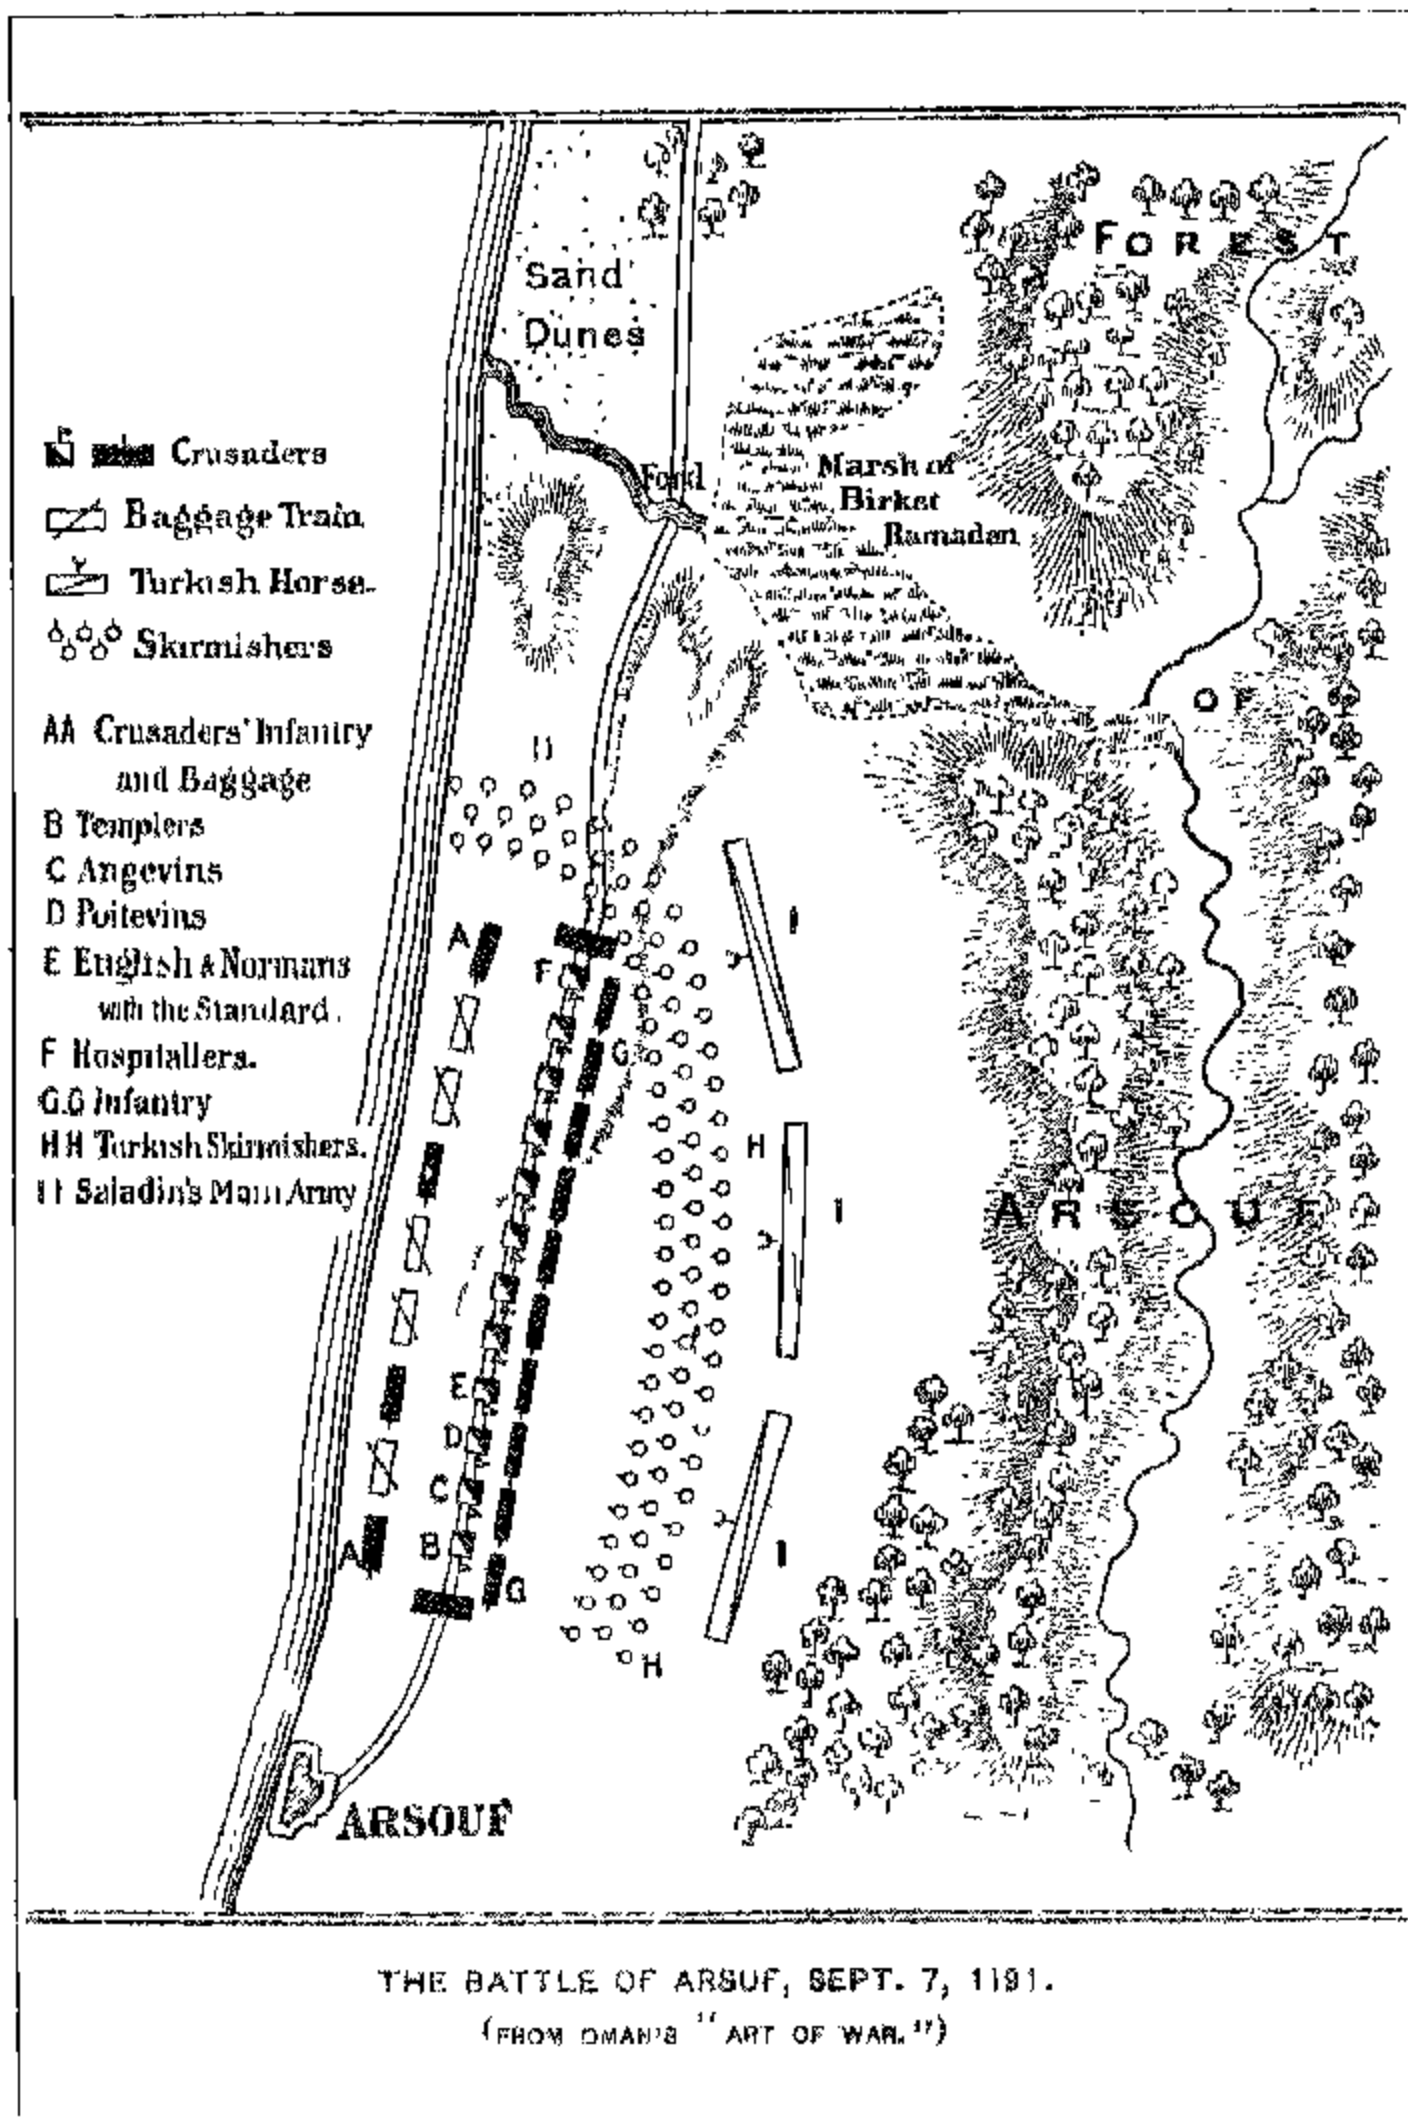 Sand
Dunes
FOREST
Ford
Marsh of
Birket
Ramadan
Crusaders
Baggage Train
Turkish Horse.
Skirmishers
AA Crusaders' Infantry
and Baggage
B Templers
C Angevins
D Poitevins
E English & Normans
with the Standard.
F Hospitallers.
G.G Infantry
HH Turkish Skirmishers.
II Saladin's Main Army
OF
H
I
A
F
G
H
I
ARSOUF
E
D
C
B
A
G
I
H
ARSOUF
THE BATTLE OF ARSUF, SEPT. 7, 1191.
(FROM OMAN'S "ART OF WAR.")